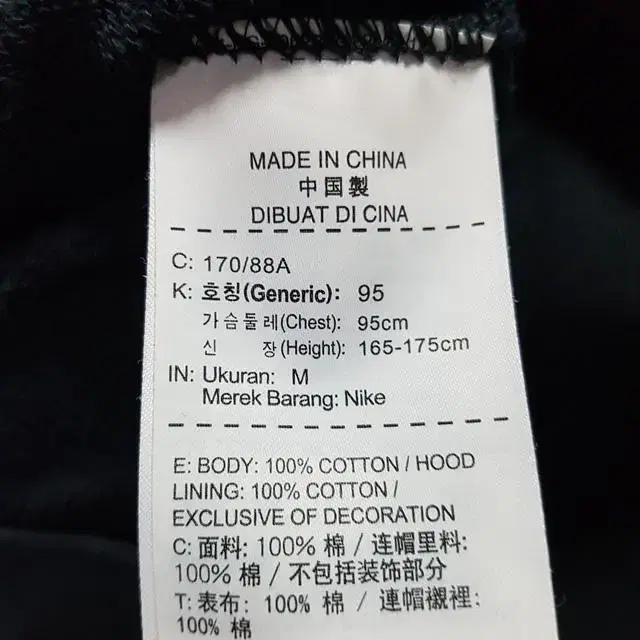 MADE IN CHINA
中国製
DIBUAT DI CINA
C: 170/88A
K: 호칭(Generic): 95
가슴둘레(Chest): 95cm
신 장(Height): 165-175cm
IN: Ukuran: M
Merek Barang: Nike
E: BODY: 100% COTTON / HOOD
LINING: 100% COTTON /
EXCLUSIVE OF DECORATION
C: 面料: 100% 棉 / 连帽里料:
100% 棉 / 不包括装饰部分
T: 表布: 100% 棉 / 連帽襯裡:
100% 棉